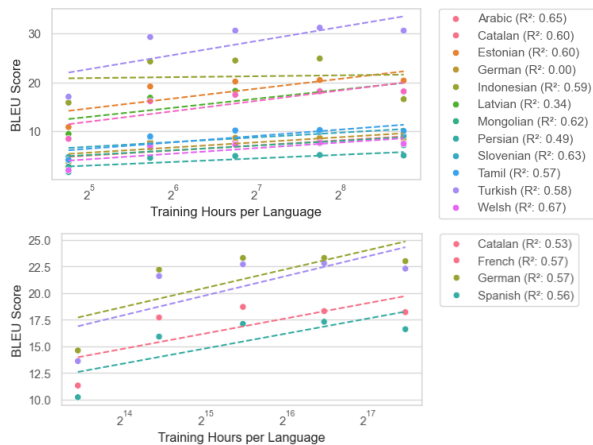 30
20
10
BLEU Score
2^5
2^6
2^7
2^8
Training Hours per Language
Arabic (R²: 0.65)
Catalan (R²: 0.60)
Estonian (R²: 0.60)
German (R²: 0.00)
Indonesian (R²: 0.59)
Latvian (R²: 0.34)
Mongolian (R²: 0.62)
Persian (R²: 0.49)
Slovenian (R²: 0.63)
Tamil (R²: 0.57)
Turkish (R²: 0.58)
Welsh (R²: 0.67)
25.0
22.5
20.0
17.5
15.0
12.5
10.0
BLEU Score
2^14
2^15
2^16
2^17
Training Hours per Language
Catalan (R²: 0.53)
French (R²: 0.57)
German (R²: 0.57)
Spanish (R²: 0.56)